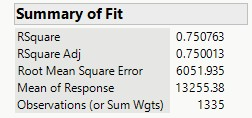 Summary of Fit
RSquare 0.750763
RSquare Adj 0.750013
Root Mean Square Error 6051.935
Mean of Response 13255.38
Observations (or Sum Wgts) 1335